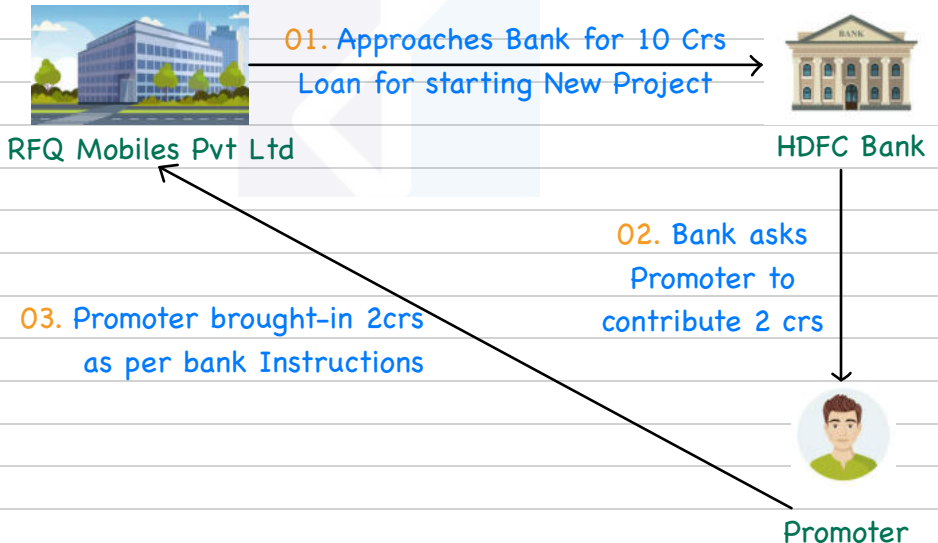 01. Approaches Bank for 10 Crs
Loan for starting New Project
BANK
RFQ Mobiles Pvt Ltd
HDFC Bank
02. Bank asks
Promoter to
contribute 2 crs
03. Promoter brought-in 2crs
as per bank Instructions
Promoter